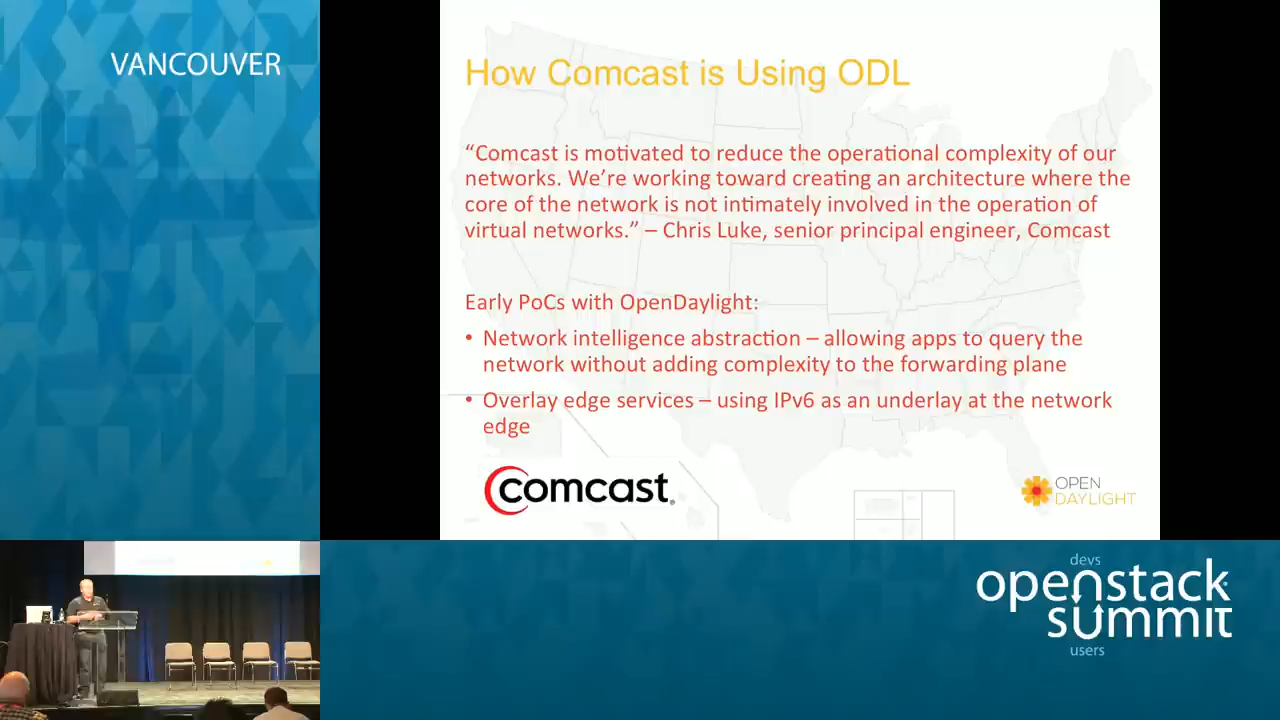 VANCOUVER
How Comcast is Using ODL
“Comcast is motivated to reduce the operational complexity of our
networks. We’re working toward creating an architecture where the
core of the network is not intimately involved in the operation of
virtual networks.” – Chris Luke, senior principal engineer, Comcast
Early PoCs with OpenDaylight:
• Network intelligence abstraction – allowing apps to query the
network without adding complexity to the forwarding plane
• Overlay edge services – using IPv6 as an underlay at the network
edge
comcast
OPEN
DAYLIGHT
devs
openstack
summit
users